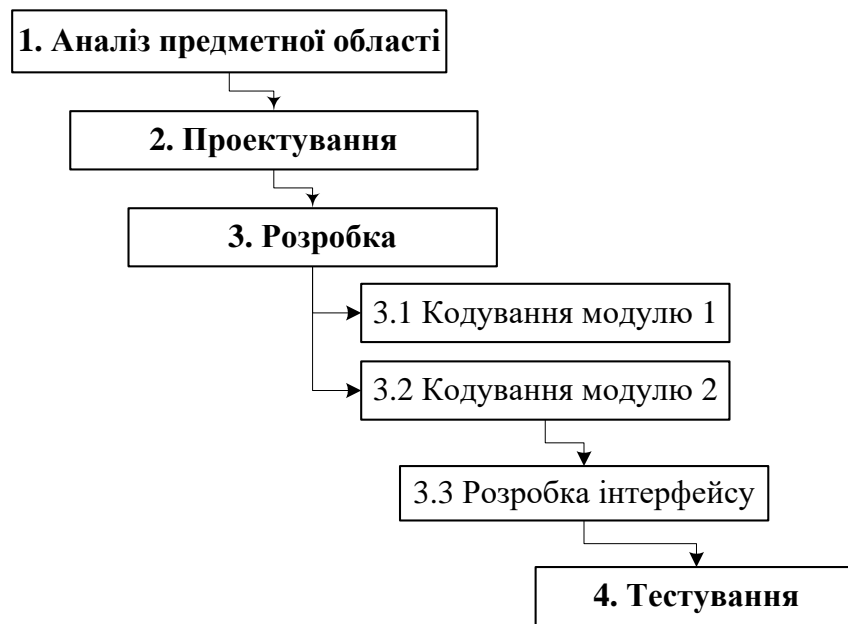 1. Аналіз предметної області
2. Проектування
3. Розробка
3.1 Кодування модулю 1
3.2 Кодування модулю 2
3.3 Розробка інтерфейсу
4. Тестування